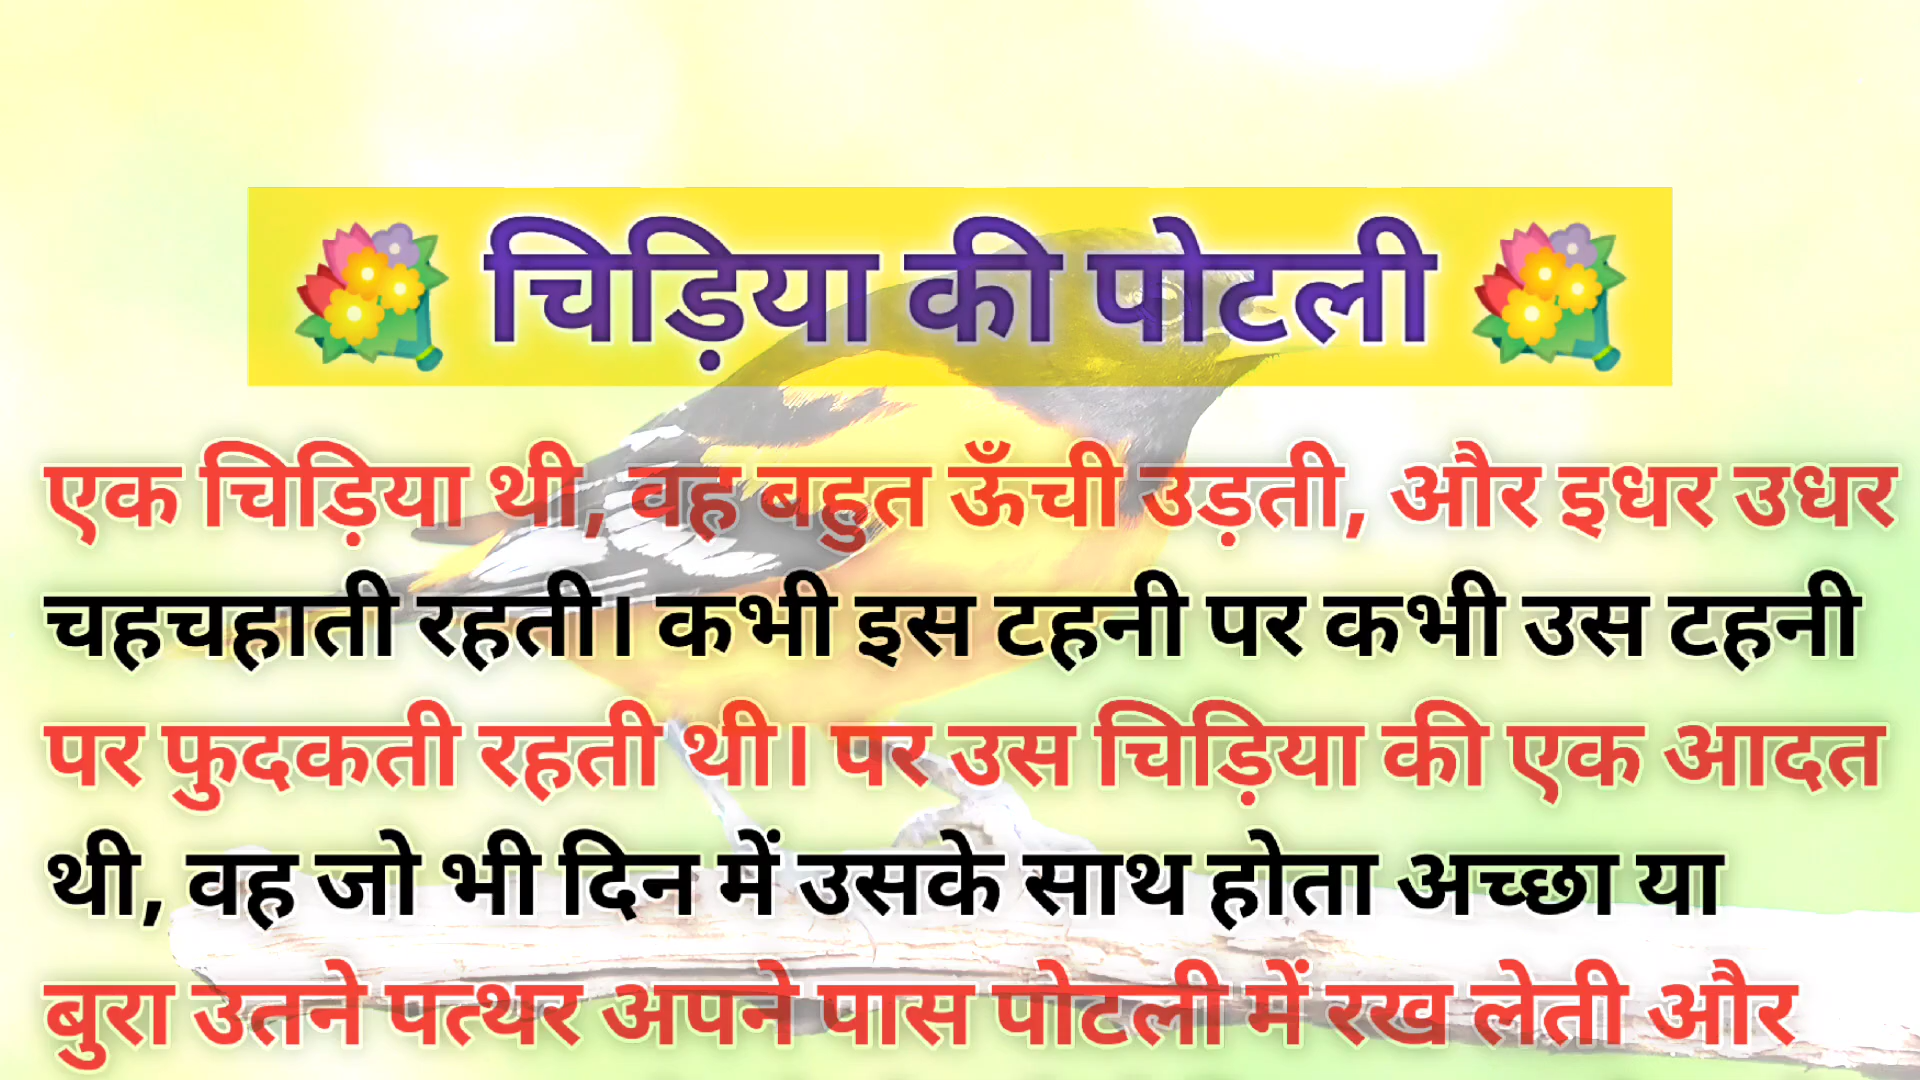 💐 चिड़िया की पोटली 💐
एक चिड़िया थी, वह बहुत ऊँची उड़ती, और इधर उधर
चहचहाती रहती। कभी इस टहनी पर कभी उस टहनी
पर फुदकती रहती थी। पर उस चिड़िया की एक आदत
थी, वह जो भी दिन में उसके साथ होता अच्छा या
बुरा उतने पत्थर अपने पास पोटली में रख लेती और